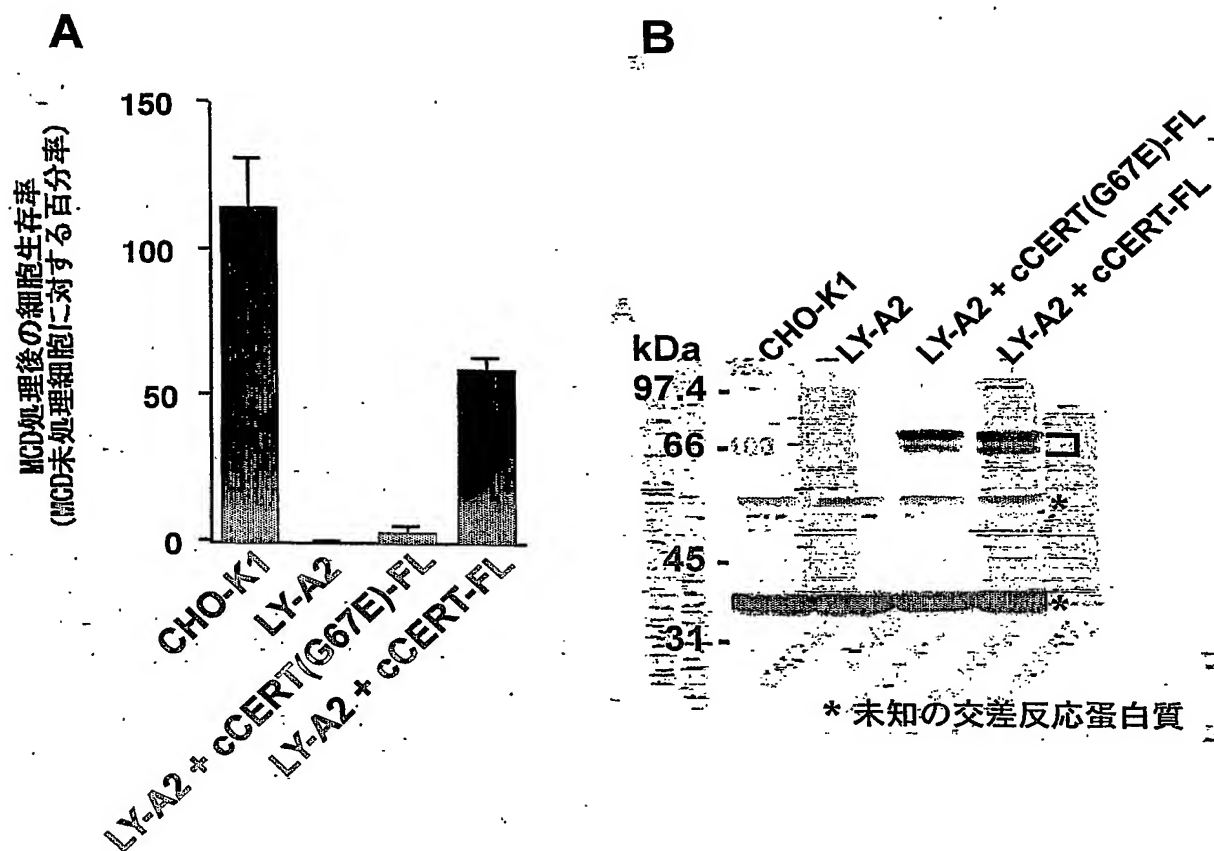 A
MCD処理後の細胞生存率
(MCD未処理細胞に対する百分率)
150
100
50
0
CHO-K1
LY-A2
LY-A2 + cCERT(G67E)-FL
LY-A2 + cCERT-FL
B
CHO-K1
LY-A2
LY-A2 + cCERT(G67E)-FL
LY-A2 + cCERT-FL
kDa
97.4 -
66 -
*
45 -
*
31 -
* 未知の交差反応蛋白質